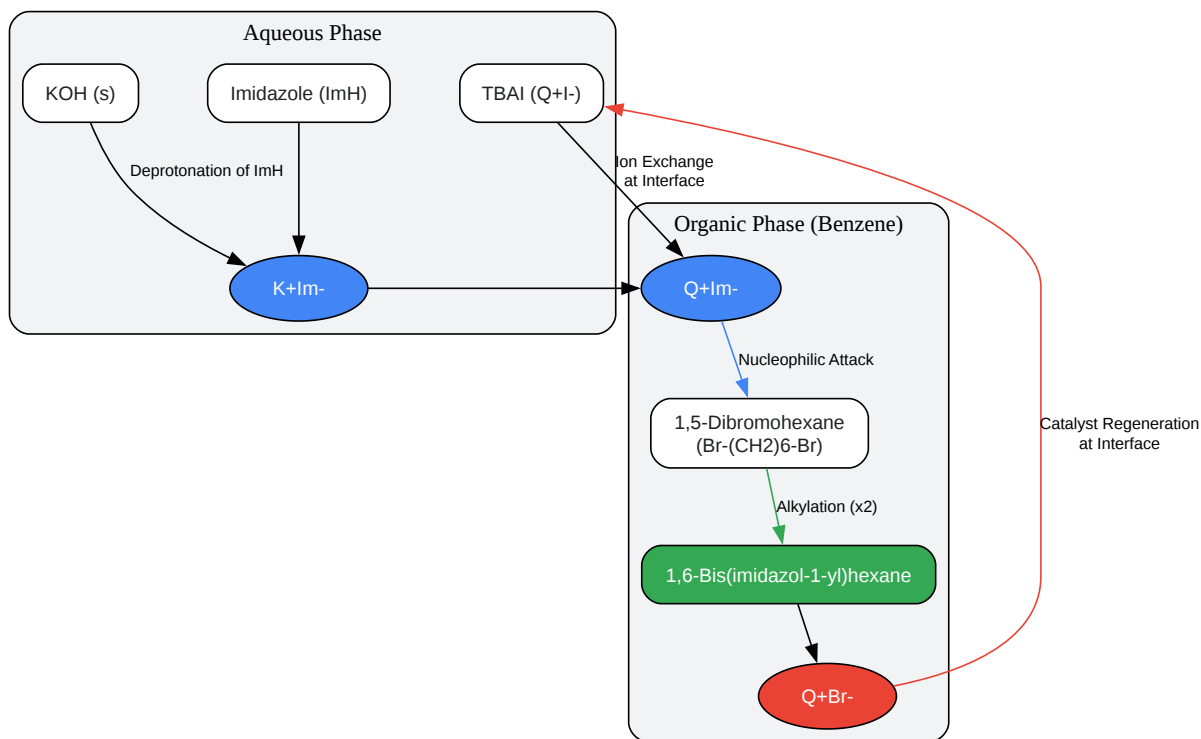 Aqueous Phase
KOH (s)
Imidazole (ImH)
TBAI (Q+I-)
Deprotonation of ImH
Ion Exchange
at Interface
Organic Phase (Benzene)
K+Im-
Q+Im-
Nucleophilic Attack
1,5-Dibromohexane
(Br-(CH2)6-Br)
Catalyst Regeneration
at Interface
Alkylation (x2)
1,6-Bis(imidazol-1-yl)hexane
Q+Br-